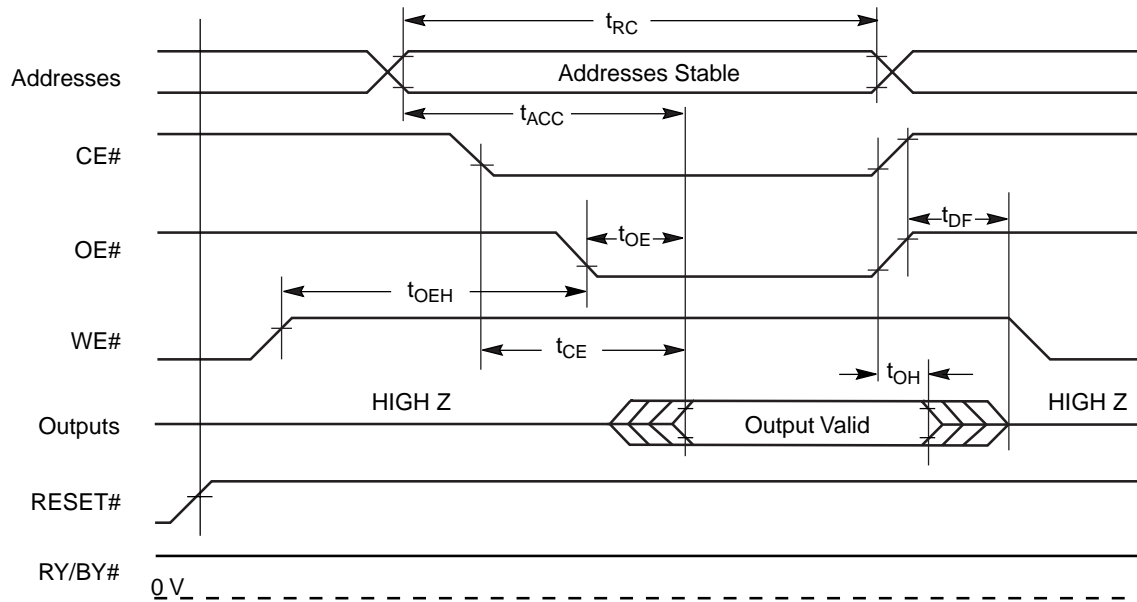 tRC
Addresses
Addresses Stable
tACC
CE#
tDF
tOE
OE#
tOEH
WE#
tCE
tOH
HIGH Z
HIGH Z
Outputs
Output Valid
RESET#
RY/BY#
0 V